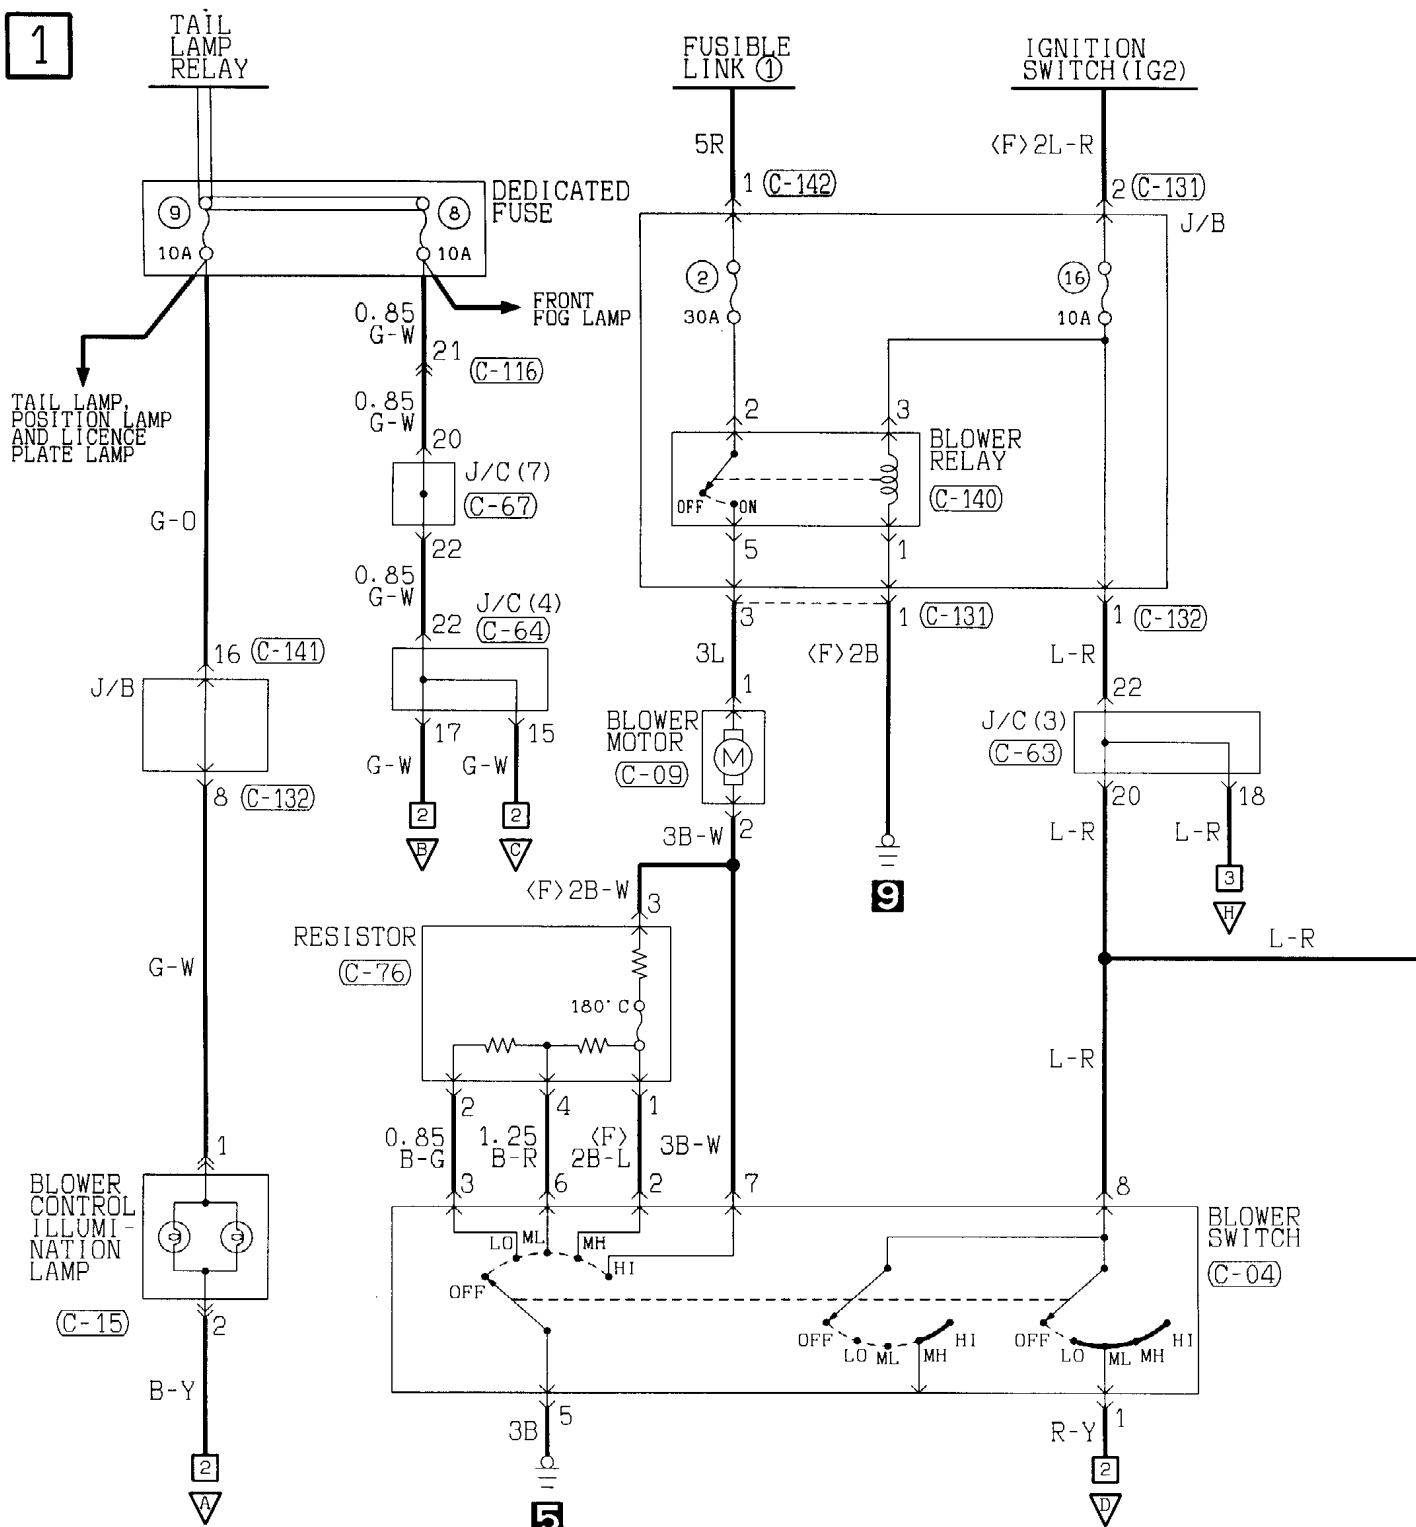 1
TAIL
LAMP
RELAY
FUSIBLE
LINK ①
IGNITION
SWITCH(IG2)
5R
<F>2L-R
1 C-142
2 C-131
DEDICATED
FUSE
J/B
9
8
10A
10A
2
16
30A
10A
0.85
G-W
FRONT
FOG LAMP
21
C-116
TAIL LAMP,
POSITION LAMP
AND LICENCE
PLATE LAMP
0.85
G-W
20
2
3
BLOWER
RELAY
C-140
J/C(7)
C-67
OFF
ON
G-O
22
5
1
0.85
G-W
J/C(4)
C-64
22
3
1
C-131
1
C-132
16 C-141
3L
<F>2B
L-R
J/B
1
22
17
15
G-W
G-W
BLOWER
MOTOR
C-09
M
J/C(3)
C-63
8 C-132
2
2
20
18
B
C
3B-W
2
L-R
L-R
<F>2B-W
3
9
3
H
RESISTOR
C-76
L-R
G-W
180°C
L-R
2
4
1
0.85
B-G
1.25
B-R
<F>
2B-L
3B-W
1
3
6
2
7
8
BLOWER
CONTROL
ILLUMI-
NATION
LAMP
BLOWER
SWITCH
C-04
LO
ML
MH
HI
OFF
C-15
2
OFF
LO
ML
MH
HI
OFF
LO
ML
MH
HI
B-Y
3B
5
R-Y
1
2
2
A
5
D